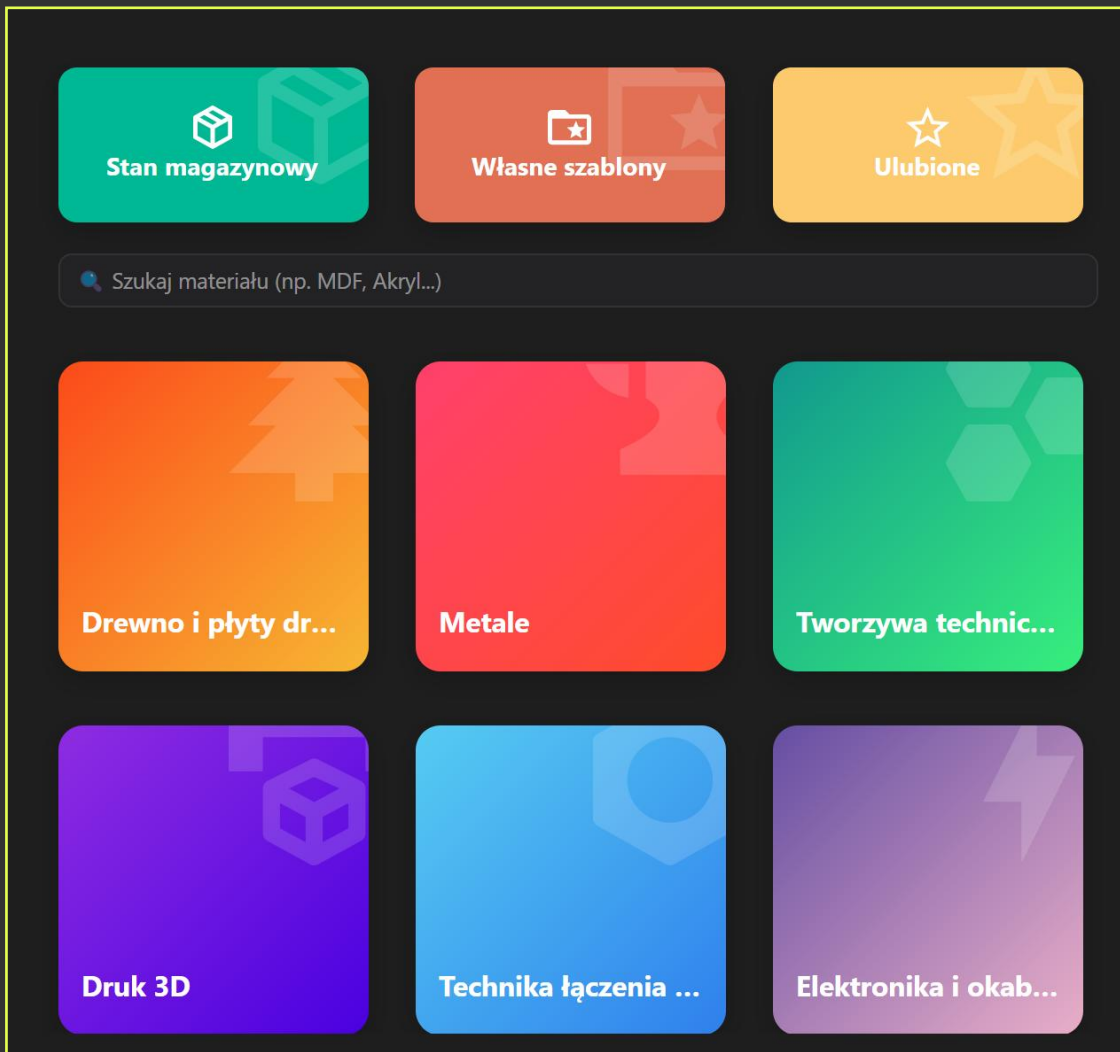 Stan magazynowy
Własne szablony
Ulubione
Szukaj materiału (np. MDF, Akryl...)
Drewno i płyty dr...
Metale
Tworzywa technic...
Druk 3D
Technika łączenia ...
Elektronika i okab...